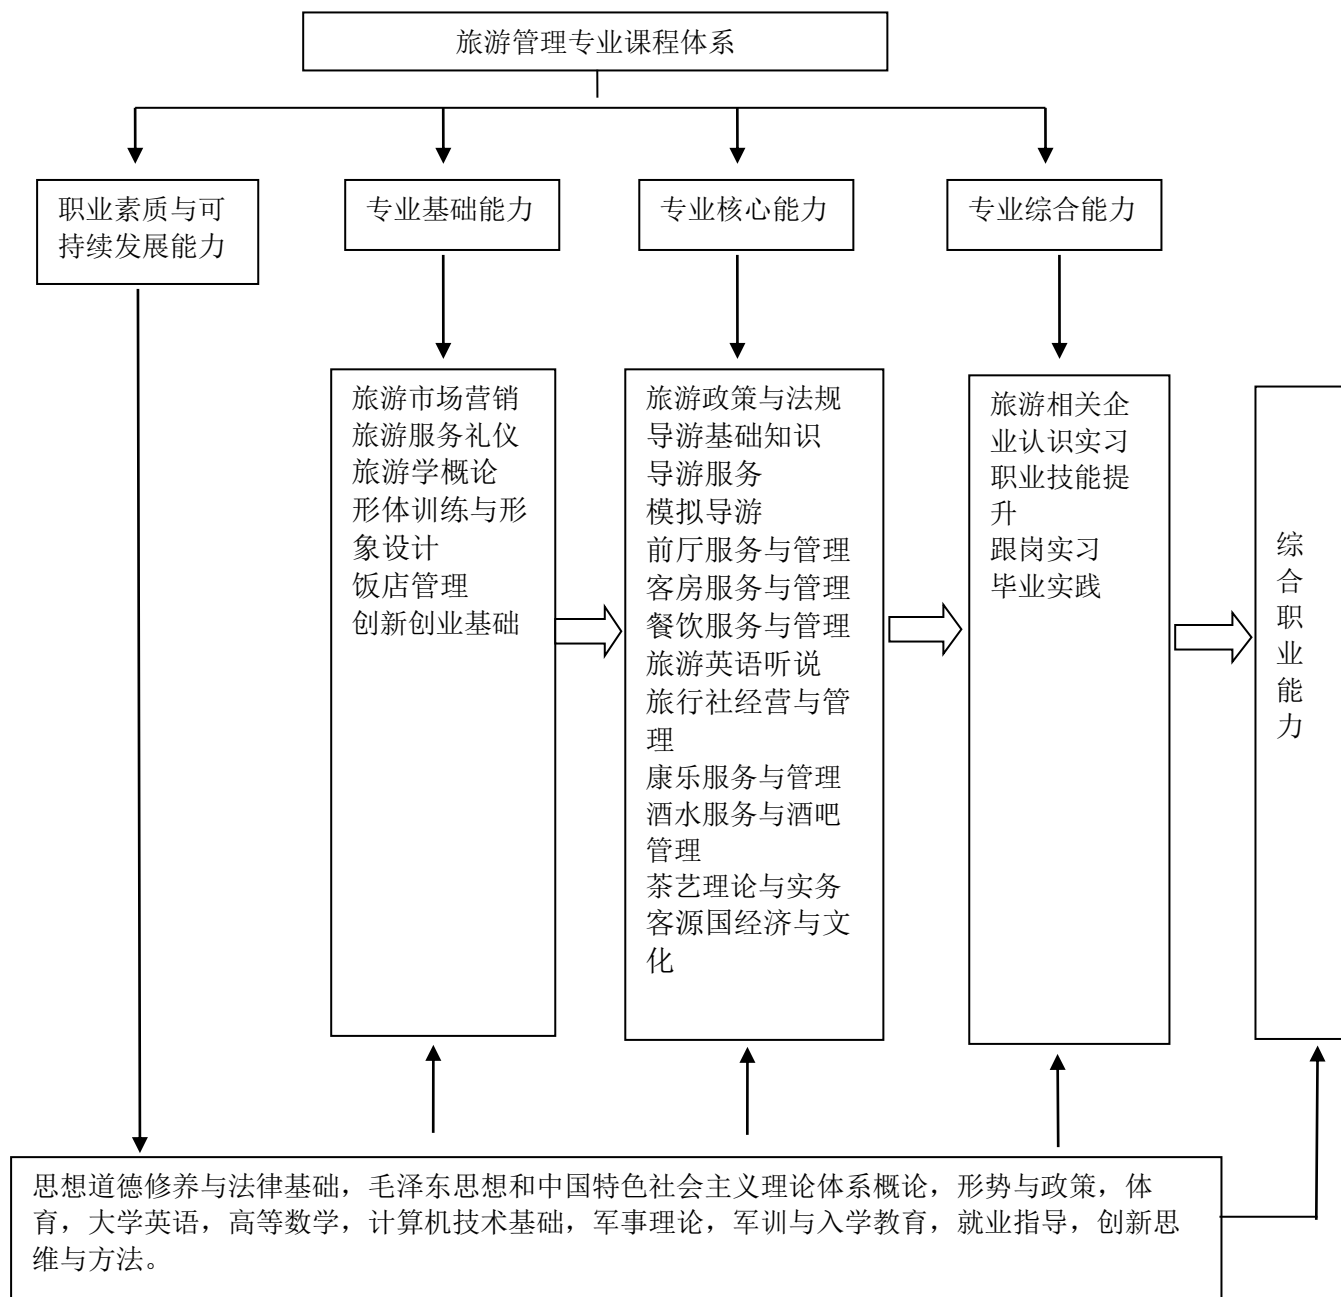 旅游管理专业课程体系
职业素质与可
持续发展能力
专业基础能力
专业核心能力
专业综合能力
旅游市场营销
旅游服务礼仪
旅游学概论
形体训练与形
象设计
饭店管理
创新创业基础
旅游政策与法规
导游基础知识
导游服务
模拟导游
前厅服务与管理
客房服务与管理
餐饮服务与管理
旅游英语听说
旅行社经营与管
理
康乐服务与管理
酒水服务与酒吧
管理
茶艺理论与实务
客源国经济与文
化
旅游相关企
业认识实习
职业技能提
升
跟岗实习
毕业实践
综
合
职
业
能
力
思想道德修养与法律基础，毛泽东思想和中国特色社会主义理论体系概论，形势与政策，体
育，大学英语，高等数学，计算机技术基础，军事理论，军训与入学教育，就业指导，创新思
维与方法。